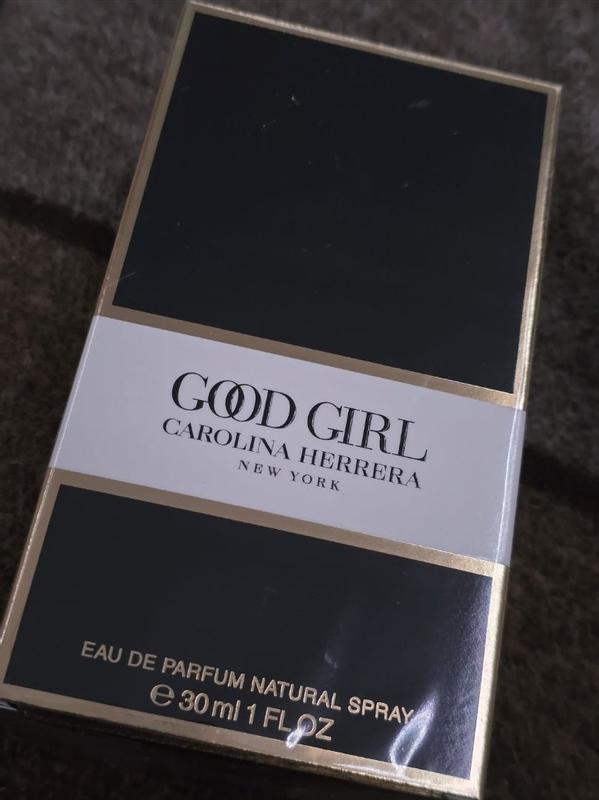 GOOD GIRL
CAROLINA HERRERA
NEW YORK
EAU DE PARFUM NATURAL SPRAY
℮ 30 ml 1 FL OZ